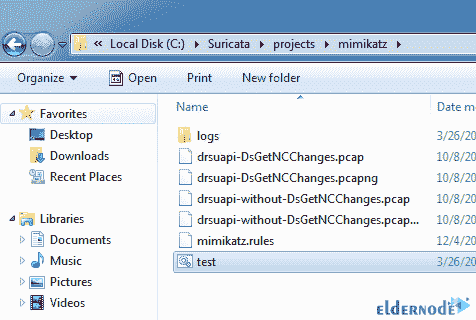 « Local Disk (C:) ▸ Suricata ▸ projects ▸ mimikatz ▸
Organize ▾ Open Print New folder
Favorites
Desktop
Downloads
Recent Places
Libraries
Documents
Music
Pictures
Videos
Name Date m
logs 3/26/20
drsuapi-DsGetNCChanges.pcap 10/8/20
drsuapi-DsGetNCChanges.pcapng 10/8/20
drsuapi-without-DsGetNCChanges.pcap 10/8/20
drsuapi-without-DsGetNCChanges.pcap... 10/8/20
mimikatz.rules 12/4/20
test 3/26/20
eldernode